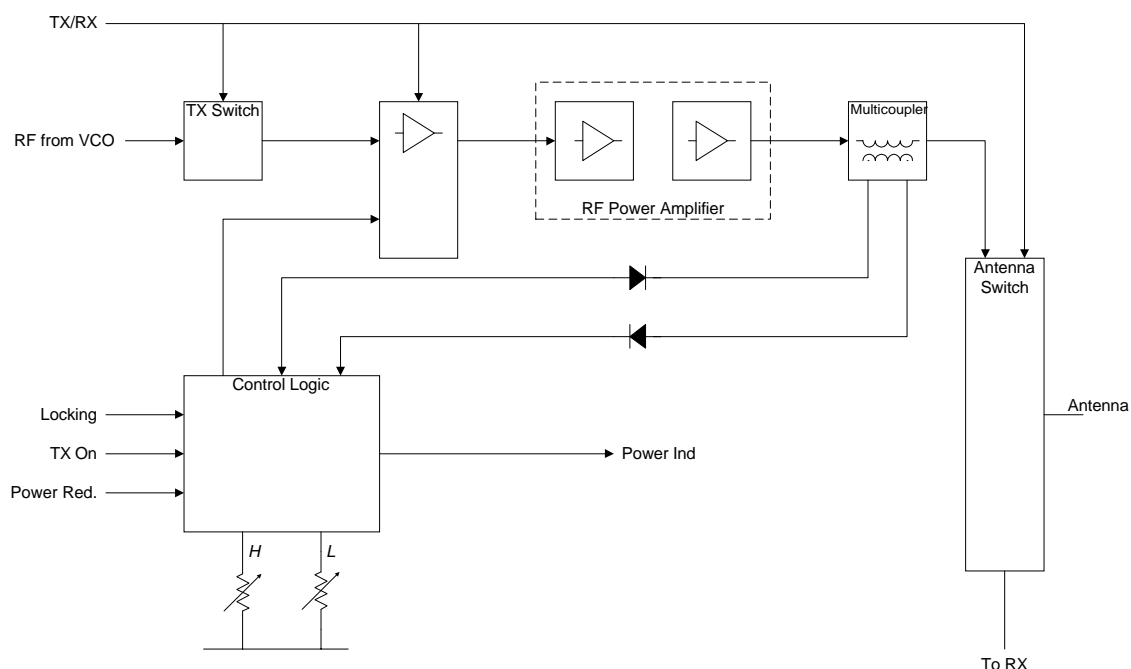 TX/RX
TX Switch
Multicoupler
RF from VCO
RF Power Amplifier
Antenna
Switch
Control Logic
Antenna
Locking
TX On
Power Ind
Power Red.
H
L
To RX